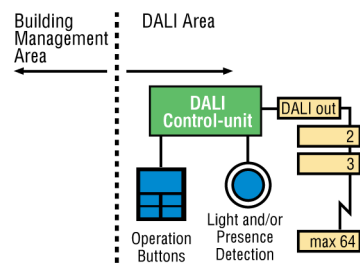 Building
Management
Area
DALI Area
DALI
Control-unit
DALI out
2
3
max 64
Operation
Buttons
Light and/or
Presence
Detection